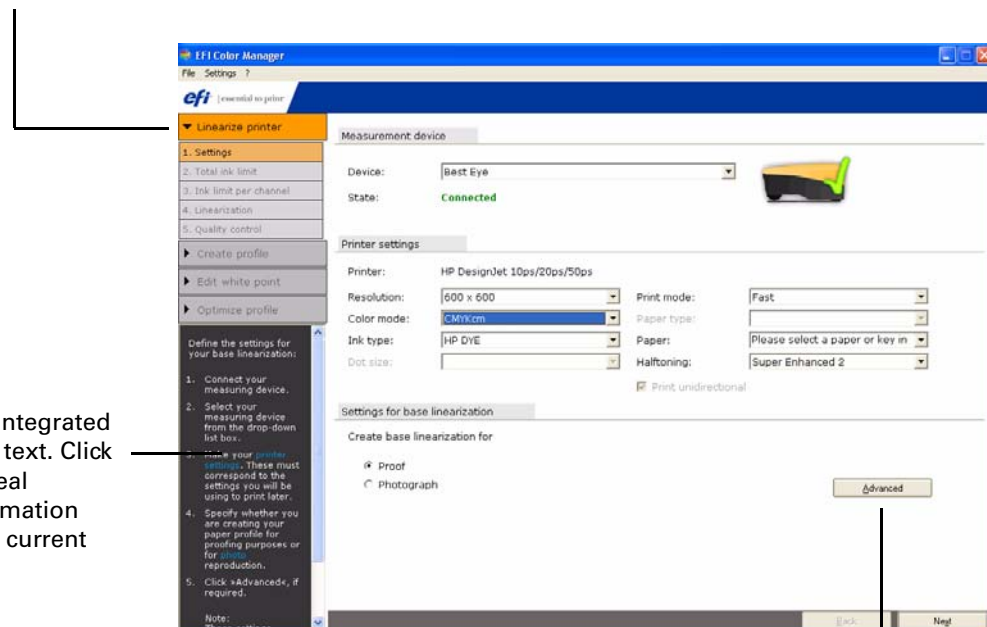 EFI Color Manager
File Settings ?
efi essential to print
Linearize printer
1. Settings
2. Total ink limit
3. Ink limit per channel
4. Linearization
5. Quality control
Create profile
Edit white point
Optimize profile
Define the settings for
your base linearization:
1. Connect your
measuring device.
2. Select your
measuring device
from the drop-down
list box.
3. Make your printer
settings. These must
correspond to the
settings you will be
using to print later.
4. Specify whether you
are creating your
paper profile for
proofing purposes or
for photo
reproduction.
5. Click »Advanced«, if
required.
Note:
These settings
ntegrated
text. Click
eal
mation
current
Measurement device
Device: Best Eye
State: Connected
Printer settings
Printer: HP DesignJet 10ps/20ps/50ps
Resolution: 600 x 600 Print mode: Fast
Color mode: CMYKcm Paper type:
Ink type: HP DYE Paper: Please select a paper or key in
Dot size: Halftoning: Super Enhanced 2
Print unidirectional
Settings for base linearization
Create base linearization for
Proof
Photograph
Advanced
Back Next